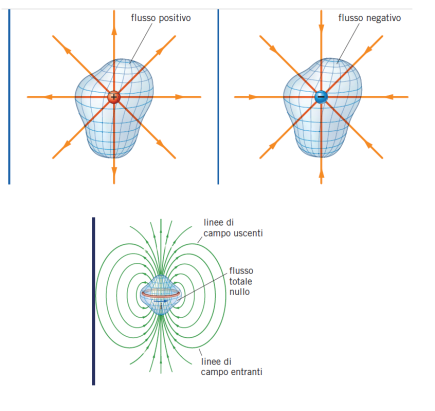 flusso positivo
flusso negativo
linee di
campo uscenti
flusso
totale
nullo
linee di
campo entranti